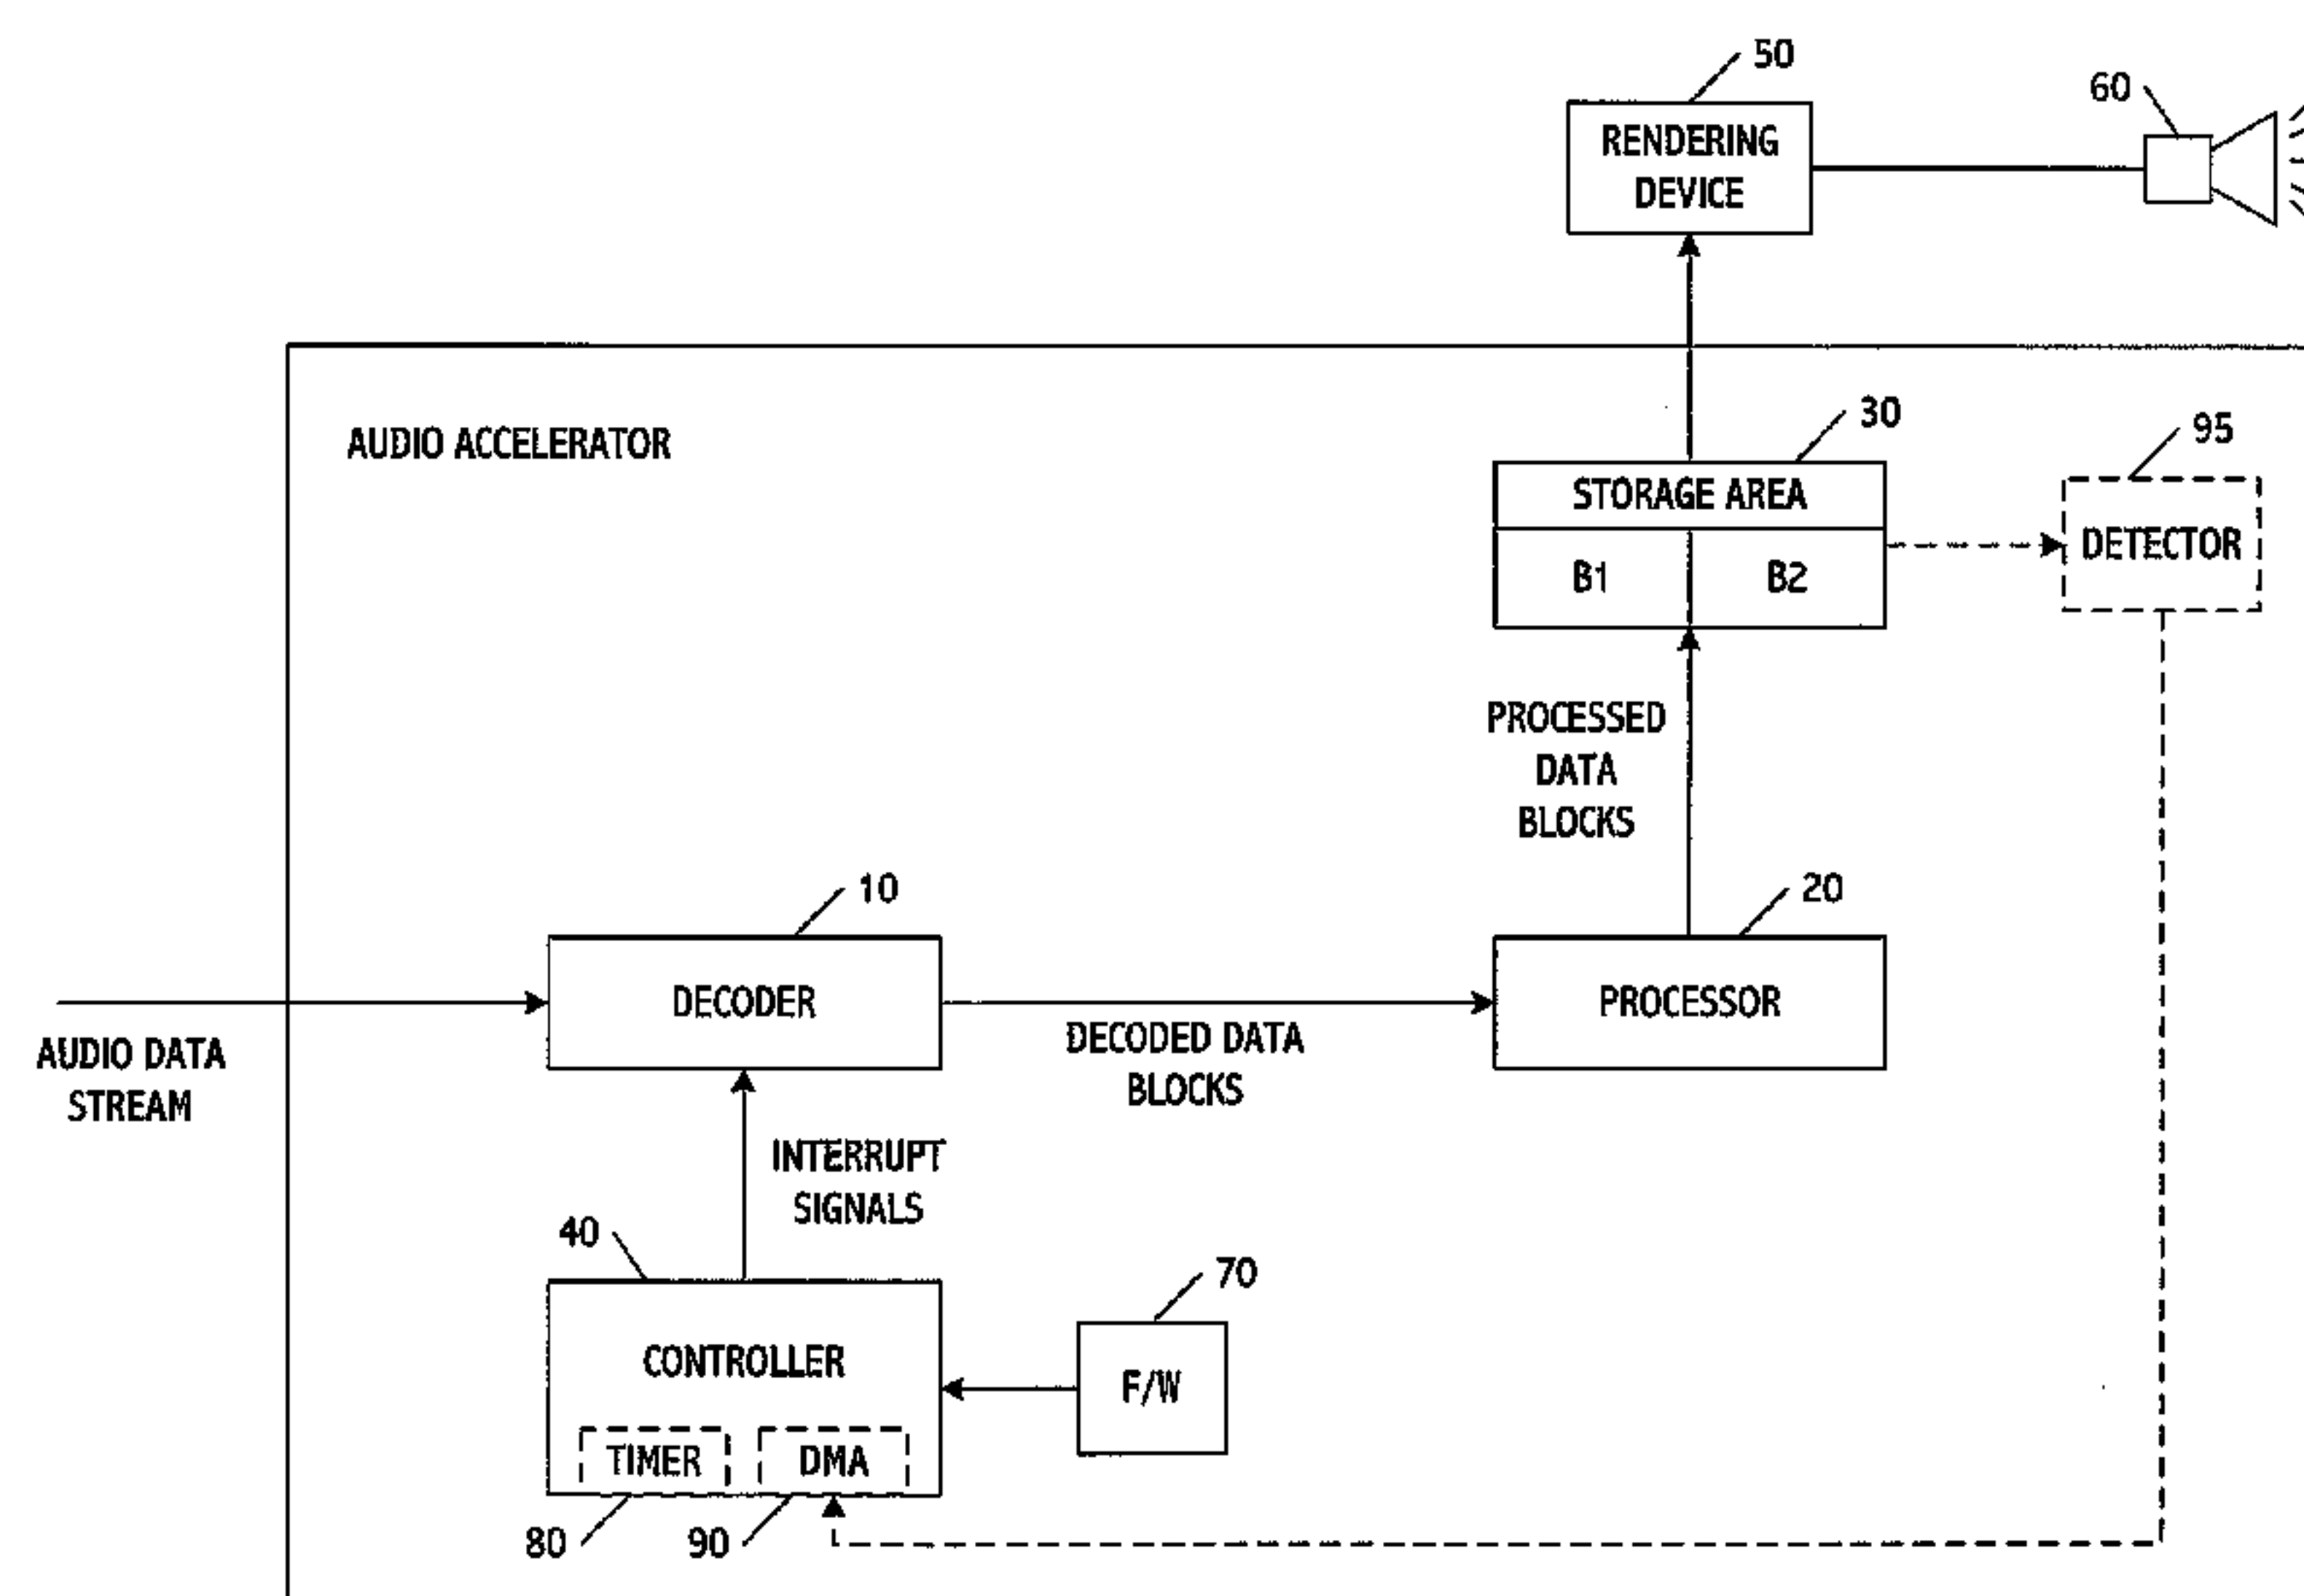 50
60
RENDERING
DEVICE
AUDIO ACCELERATOR
30
95
STORAGE AREA
B1
B2
DETECTOR
PROCESSED
DATA
BLOCKS
10
20
DECODER
PROCESSOR
AUDIO DATA
STREAM
DECODED DATA
BLOCKS
INTERRUPT
SIGNALS
40
70
CONTROLLER
F/W
TIMER
DMA
80
90